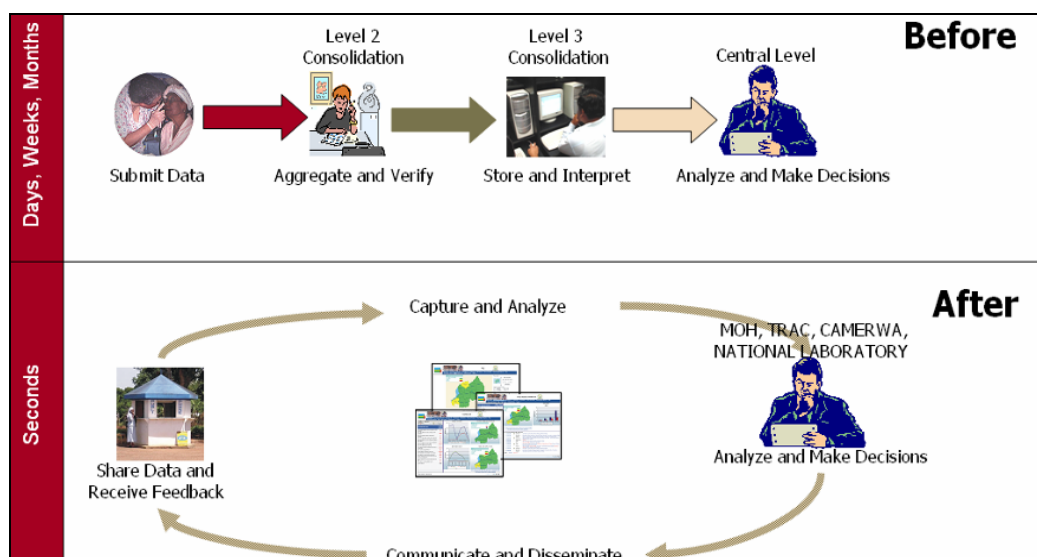 Before
Days, Weeks, Months
Level 2
Consolidation
Level 3
Consolidation
Central Level
Submit Data
Aggregate and Verify
Store and Interpret
Analyze and Make Decisions
After
Seconds
Capture and Analyze
MOH, TRAC, CAMERWA,
NATIONAL LABORATORY
Share Data and
Receive Feedback
Analyze and Make Decisions
Communicate and Disseminate